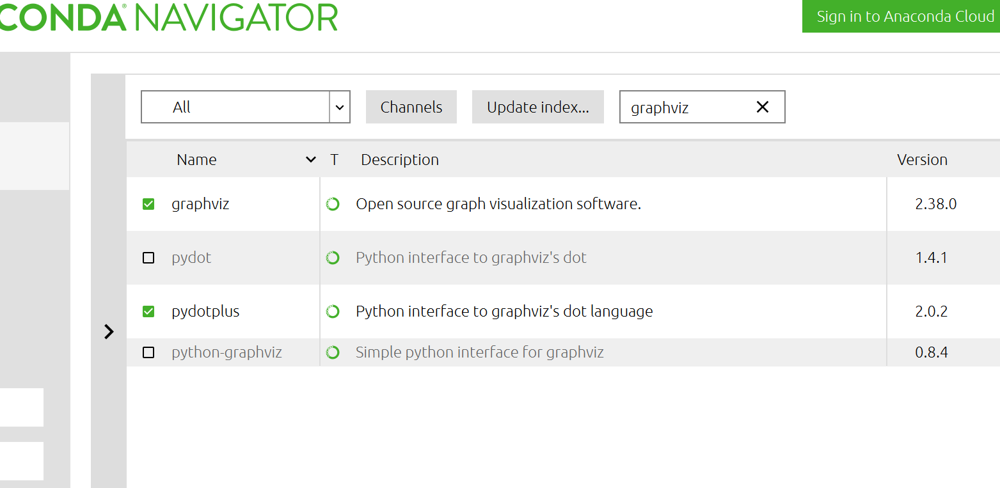 CONDA® NAVIGATOR
Sign in to Anaconda Cloud
All Channels Update index... graphviz
Name T Description Version
graphviz Open source graph visualization software. 2.38.0
pydot Python interface to graphviz's dot 1.4.1
pydotplus Python interface to graphviz's dot language 2.0.2
python-graphviz Simple python interface for graphviz 0.8.4